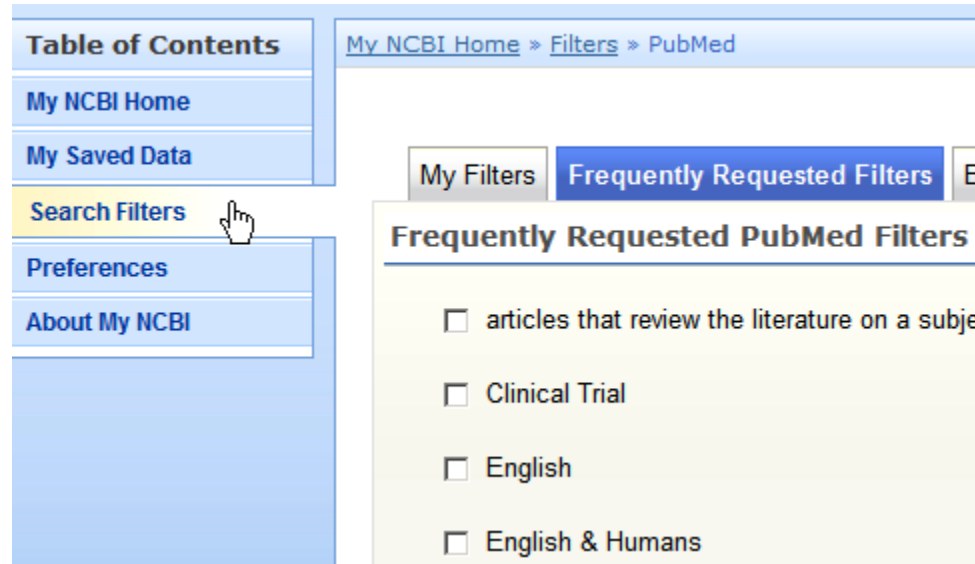 Table of Contents
My NCBI Home
My Saved Data
Search Filters
Preferences
About My NCBI
My NCBI Home » Filters » PubMed
My Filters
Frequently Requested Filters
Frequently Requested PubMed Filters
articles that review the literature on a
Clinical Trial
English
English & Humans